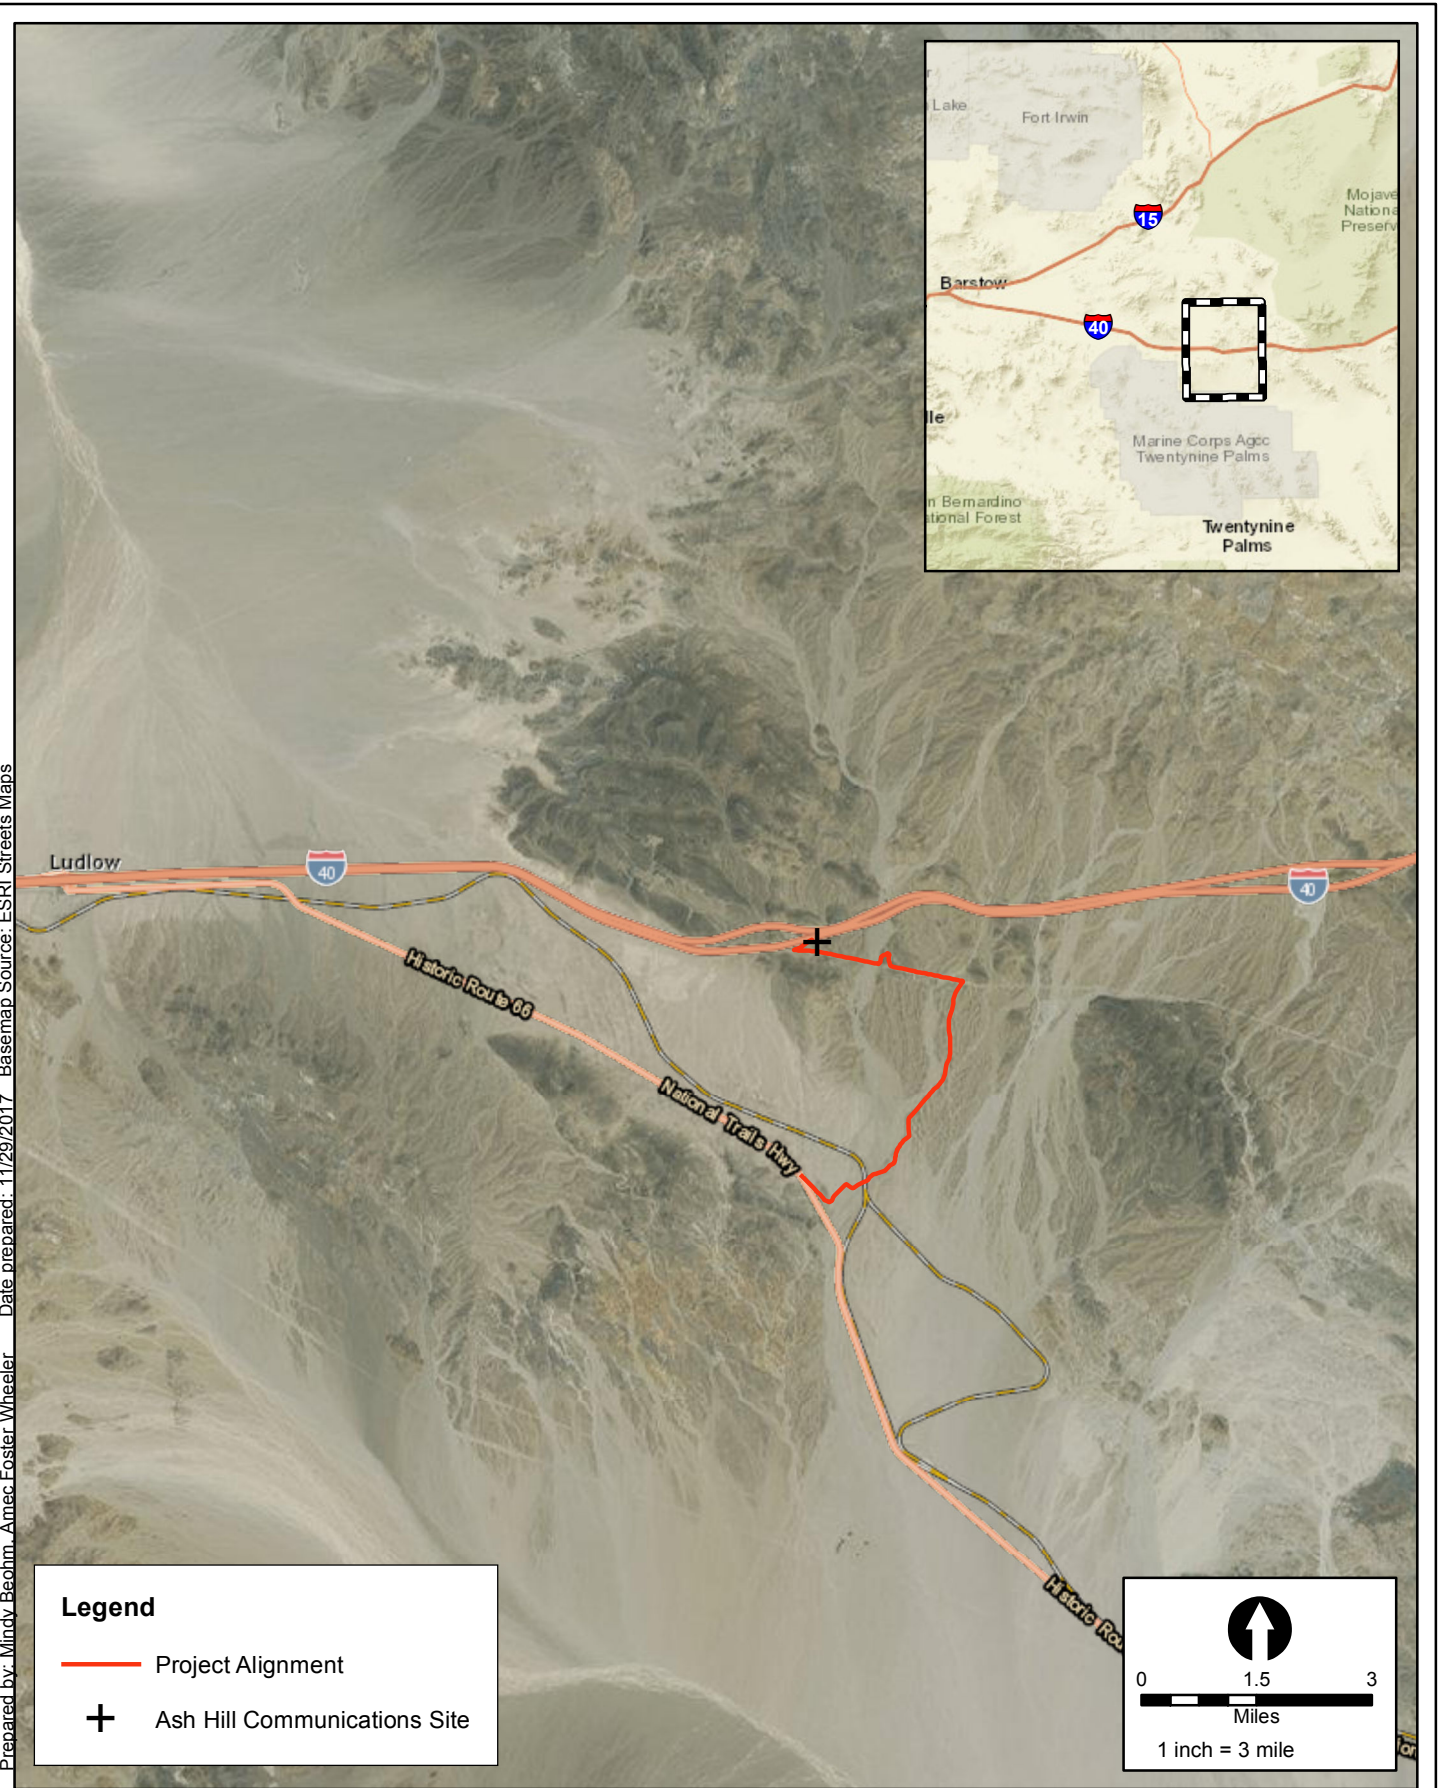 Lake
Fort Irwin
Mojave
Nationa
Preserv
15
Barstow
40
lle
Marine Corps Agcc
Twentynine Palms
n Bernardino
ational Forest
Twentynine
Palms
Ludlow
40
40
Historic Route 66
National Trails Hwy
Historic Rou
Legend
Project Alignment
Ash Hill Communications Site
0 1.5 3
Miles
1 inch = 3 mile
Prepared by: Mindy Beohm, Amec Foster Wheeler Date prepared: 11/29/2017 Basemap Source: ESRI Streets Maps